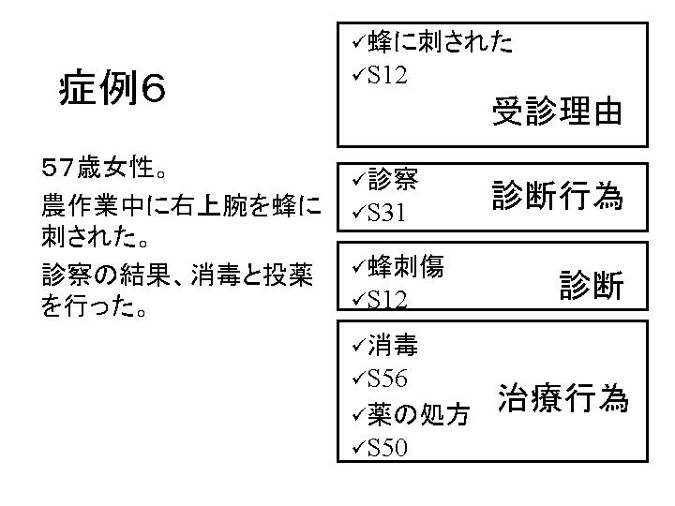 症例６
５７歳女性。
農作業中に右上腕を蜂に
刺された。
診察の結果、消毒と投薬
を行った。
✓蜂に刺された
✓S12
受診理由
✓診察
✓S31
診断行為
✓蜂刺傷
✓S12
診断
✓消毒
✓S56
✓薬の処方
✓S50
治療行為